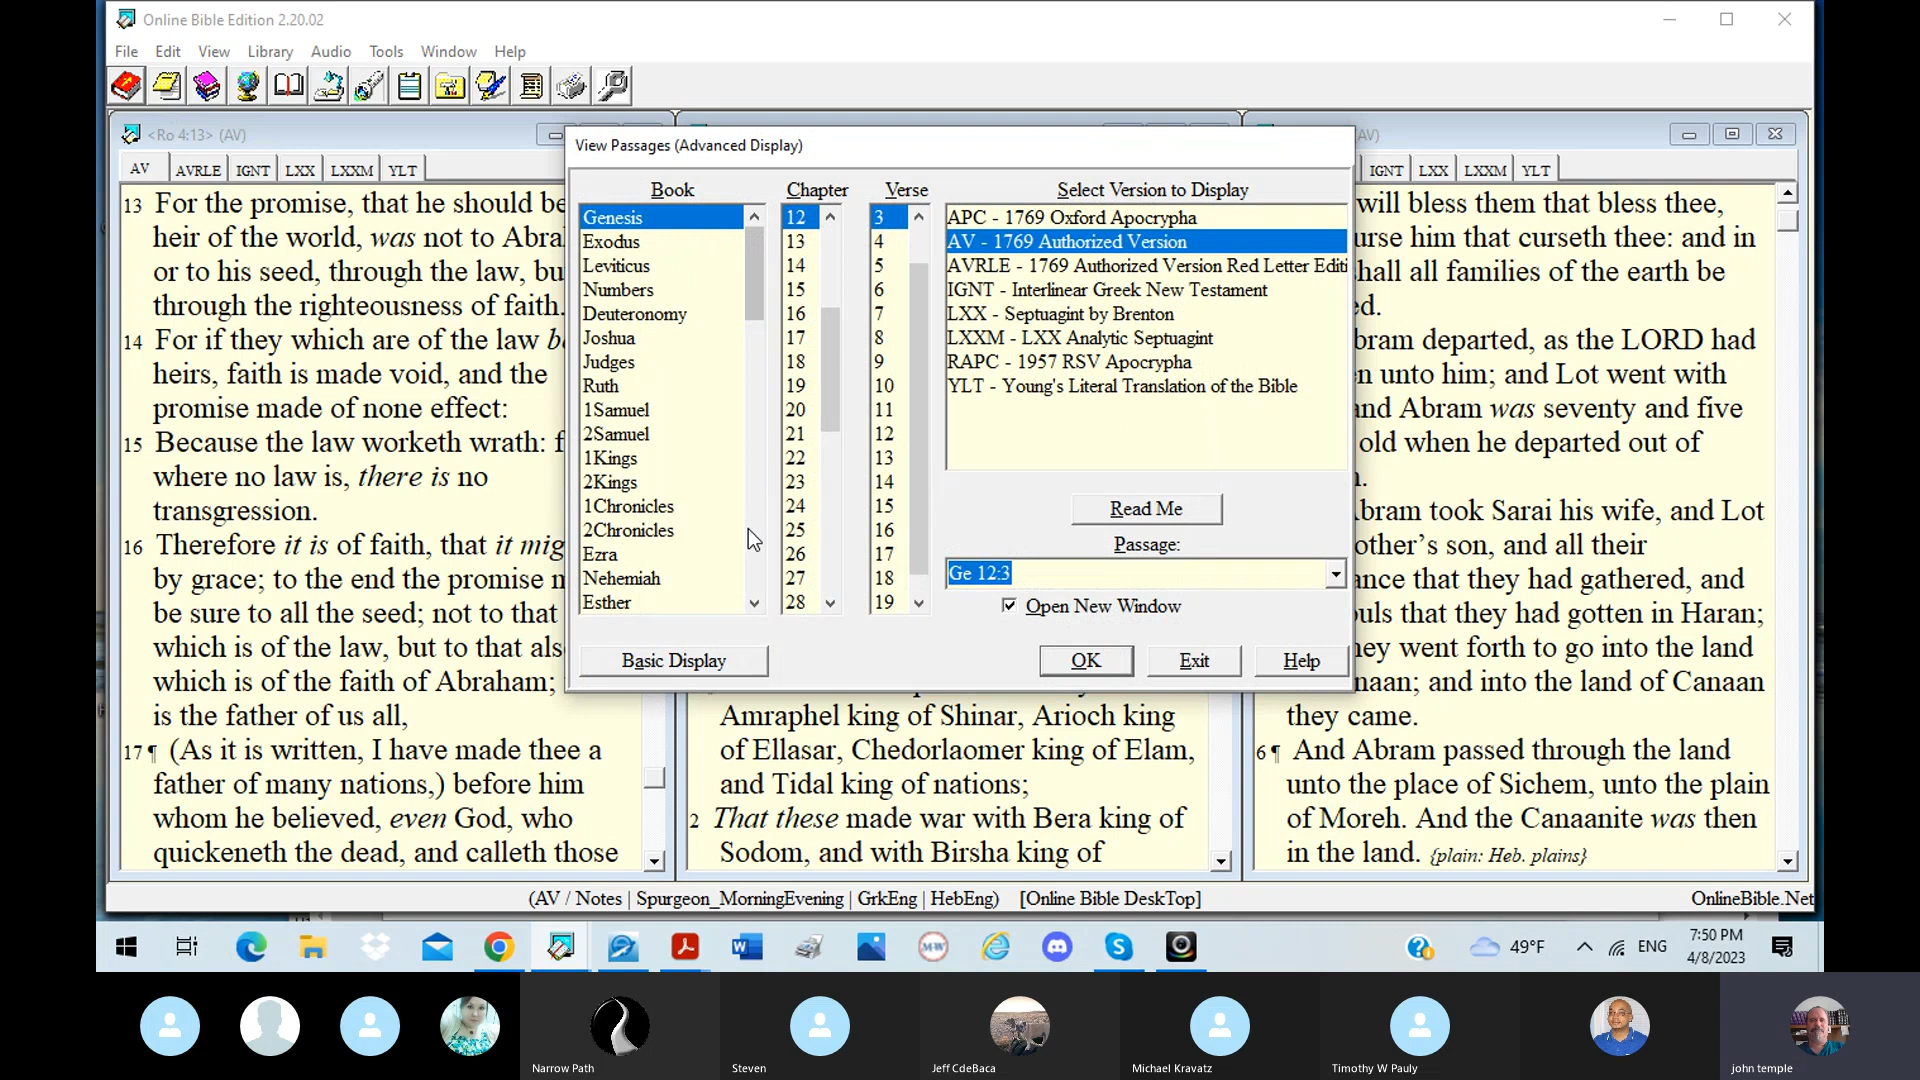 Online Bible Edition 2.20.02
File Edit View Library Audio Tools Window Help
<Ro 4:13> (AV)
AV AVRLE IGNT LXX LXXM YLT
13 For the promise, that he should be
heir of the world, was not to Abra
or to his seed, through the law, bu
through the righteousness of faith.
14 For if they which are of the law be
heirs, faith is made void, and the
promise made of none effect:
15 Because the law worketh wrath: f
where no law is, there is no
transgression.
16 Therefore it is of faith, that it mig
by grace; to the end the promise m
be sure to all the seed; not to that
which is of the law, but to that als
which is of the faith of Abraham;
is the father of us all,
17 ¶ (As it is written, I have made thee a
father of many nations,) before him
whom he believed, even God, who
quickeneth the dead, and calleth those
View Passages (Advanced Display)
Book
Genesis
Exodus
Leviticus
Numbers
Deuteronomy
Joshua
Judges
Ruth
1Samuel
2Samuel
1Kings
2Kings
1Chronicles
2Chronicles
Ezra
Nehemiah
Esther
Chapter
12
13
14
15
16
17
18
19
20
21
22
23
24
25
26
27
28
Verse
3
4
5
6
7
8
9
10
11
12
13
14
15
16
17
18
19
Select Version to Display
APC - 1769 Oxford Apocrypha
AV - 1769 Authorized Version
AVRLE - 1769 Authorized Version Red Letter Editi
IGNT - Interlinear Greek New Testament
LXX - Septuagint by Brenton
LXXM - LXX Analytic Septuagint
RAPC - 1957 RSV Apocrypha
YLT - Young's Literal Translation of the Bible
Read Me
Passage:
Ge 12:3
Open New Window
Basic Display OK Exit Help
Amraphel king of Shinar, Arioch king
of Ellasar, Chedorlaomer king of Elam,
and Tidal king of nations;
2 That these made war with Bera king of
Sodom, and with Birsha king of
AV)
IGNT LXX LXXM YLT
will bless them that bless thee,
urse him that curseth thee: and in
hall all families of the earth be
ed.
bram departed, as the LORD had
n unto him; and Lot went with
and Abram was seventy and five
old when he departed out of
n.
bram took Sarai his wife, and Lot
other's son, and all their
ance that they had gathered, and
ouls that they had gotten in Haran;
hey went forth to go into the land
naan; and into the land of Canaan
they came.
6 ¶ And Abram passed through the land
unto the place of Sichem, unto the plain
of Moreh. And the Canaanite was then
in the land. {plain: Heb. plains}
(AV / Notes | Spurgeon_MorningEvening | GrkEng | HebEng) [Online Bible DeskTop] OnlineBible.Net
49°F ENG 7:50 PM
4/8/2023
Narrow Path Steven Jeff CdeBaca Michael Kravatz Timothy W Pauly john temple